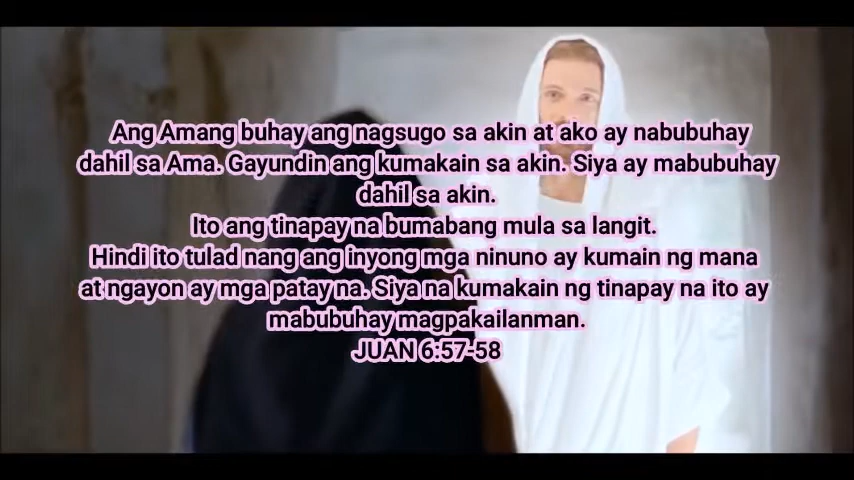 Ang Amang buhay ang nagsugo sa akin at ako ay nabubuhay
dahil sa Ama. Gayundin ang kumakain sa akin. Siya ay mabubuhay
dahil sa akin.
Ito ang tinapay na bumabang mula sa langit.
Hindi ito tulad nang ang inyong mga ninuno ay kumain ng mana
at ngayon ay mga patay na. Siya na kumakain ng tinapay na ito ay
mabubuhay magpakailanman.
JUAN 6:57-58